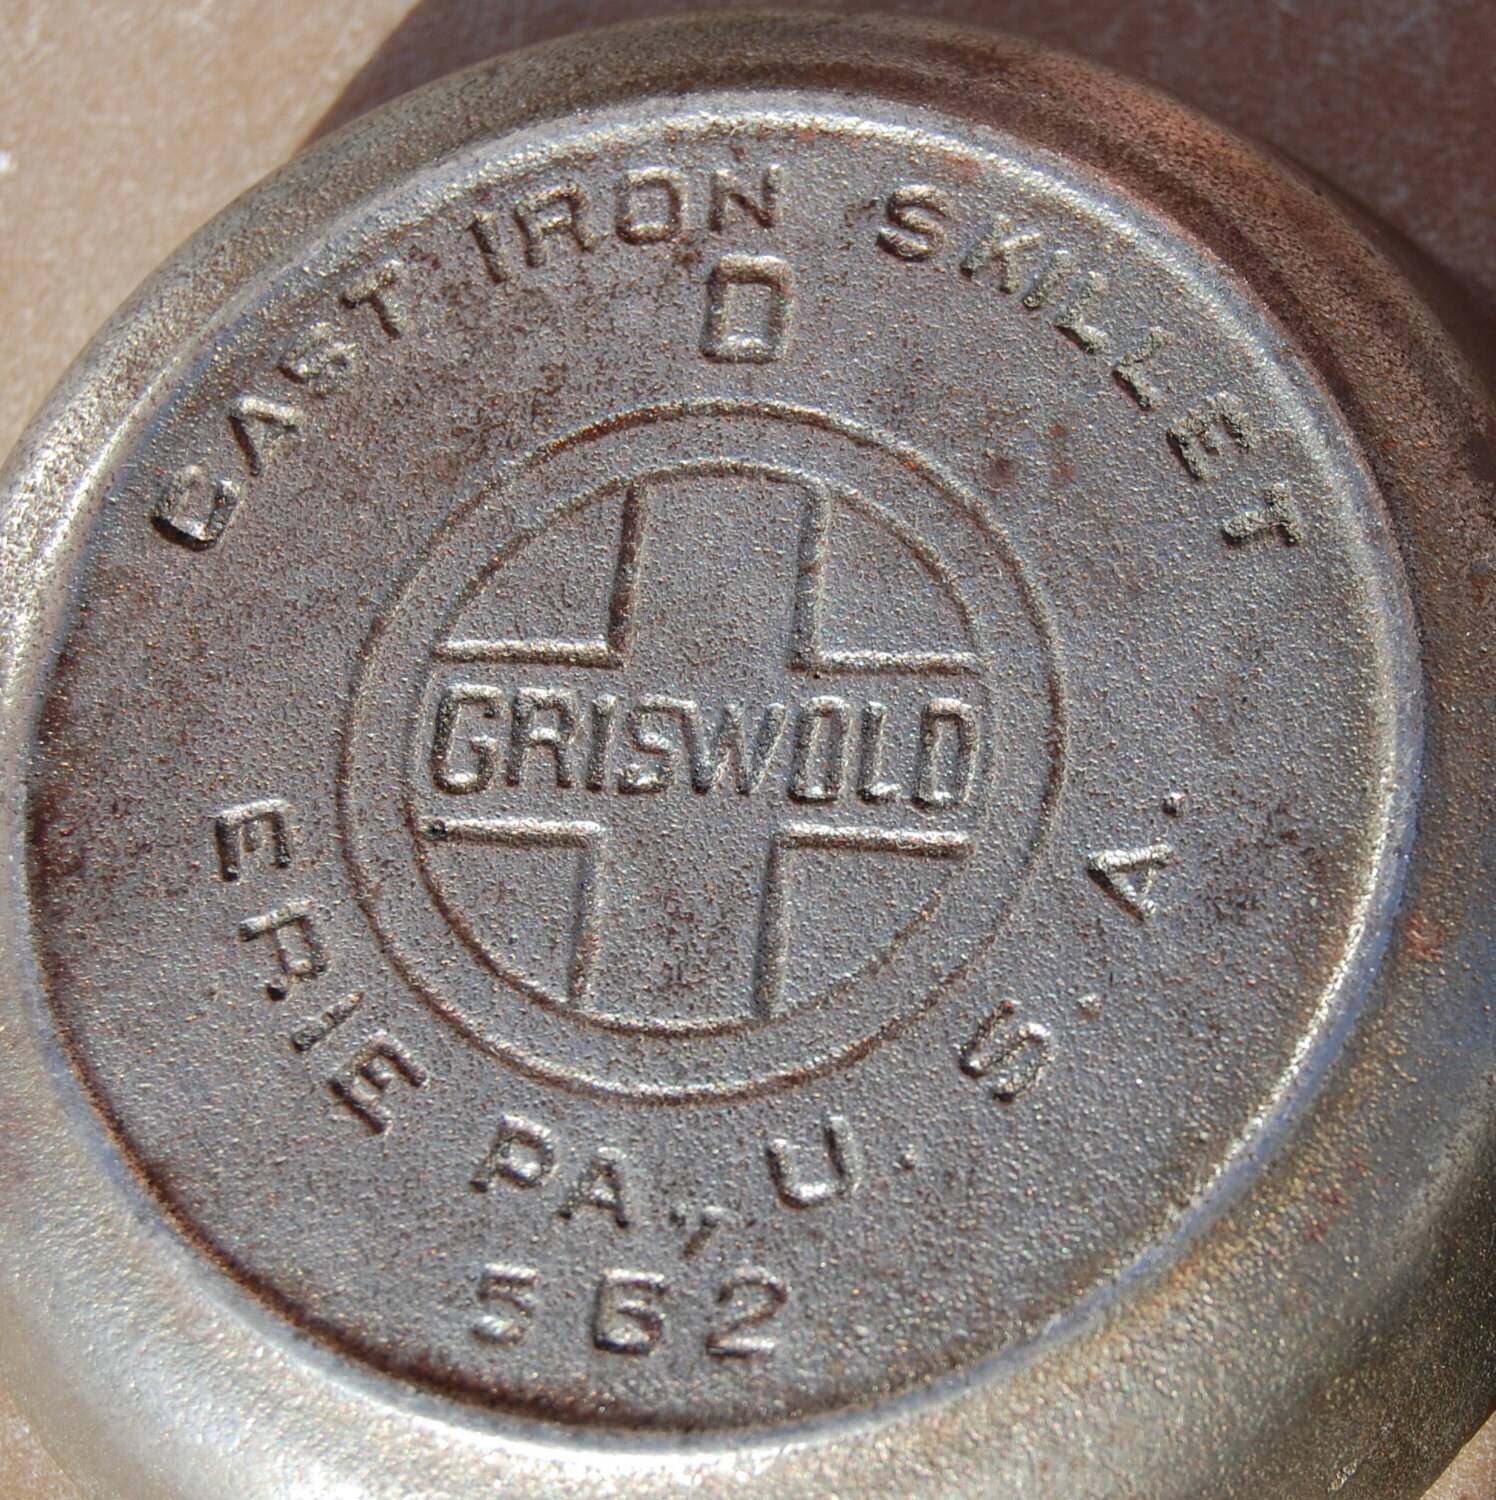 CAST IRON SKILLET
0
GRISWOLD
ERIE PA., U.S.A.
562